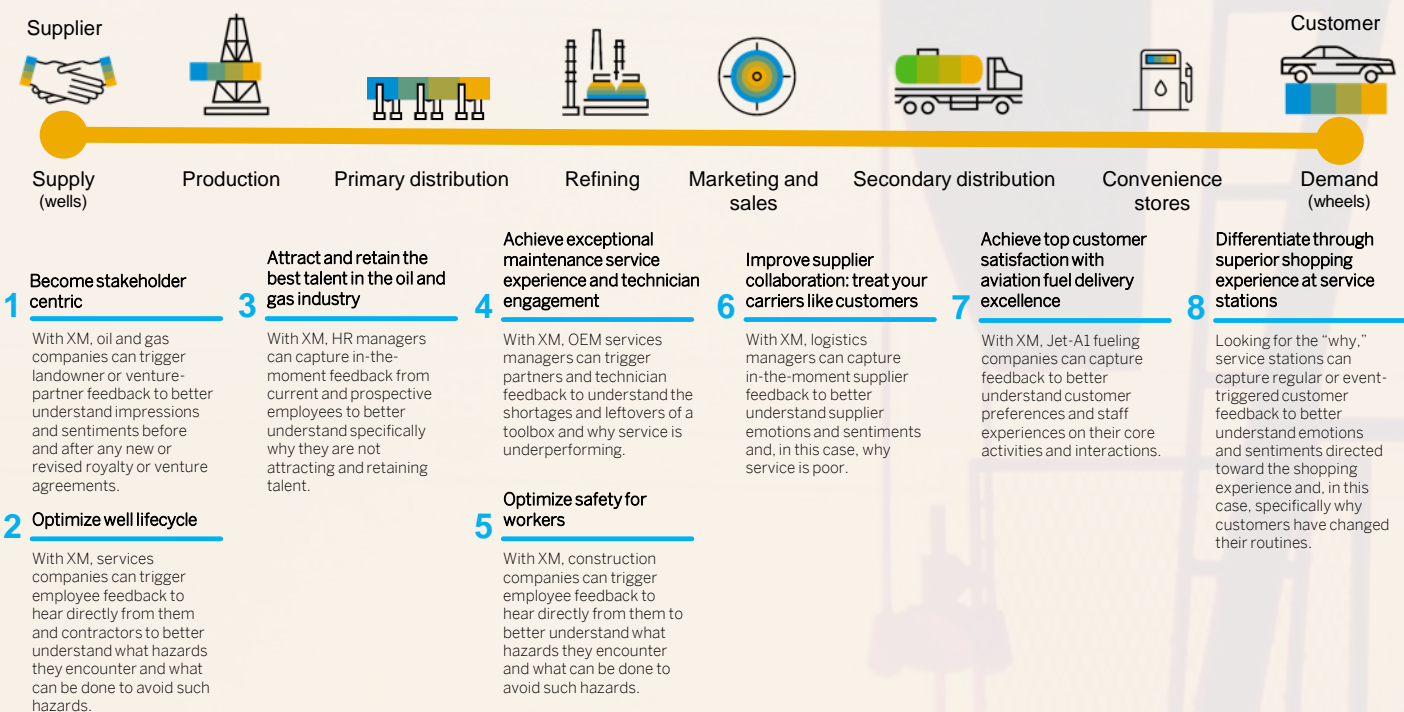 Supplier
Customer
Supply
(wells)
Production
Primary distribution
Refining
Marketing and
sales
Secondary distribution
Convenience
stores
Demand
(wheels)
1
Become stakeholder
centric
With XM, oil and gas
companies can trigger
landowner or venture-
partner feedback to better
understand impressions
and sentiments before
and after any new or
revised royalty or venture
agreements.
2
Optimize well lifecycle
With XM, services
companies can trigger
employee feedback to
hear directly from them
and contractors to better
understand what hazards
they encounter and what
can be done to avoid such
hazards.
3
Attract and retain the
best talent in the oil and
gas industry
With XM, HR managers
can capture in-the-
moment feedback from
current and prospective
employees to better
understand specifically
why they are not
attracting and retaining
talent.
4
Achieve exceptional
maintenance service
experience and technician
engagement
With XM, OEM services
managers can trigger
partners and technician
feedback to understand the
shortages and leftovers of a
toolbox and why service is
underperforming.
5
Optimize safety for
workers
With XM, construction
companies can trigger
employee feedback to
hear directly from them to
better understand what
hazards they encounter
and what can be done to
avoid such hazards.
6
Improve supplier
collaboration: treat your
carriers like customers
With XM, logistics
managers can capture
in-the-moment supplier
feedback to better
understand supplier
emotions and sentiments
and, in this case, why
service is poor.
7
Achieve top customer
satisfaction with
aviation fuel delivery
excellence
With XM, Jet-A1 fueling
companies can capture
feedback to better
understand customer
preferences and staff
experiences on their core
activities and interactions.
8
Differentiate through
superior shopping
experience at service
stations
Looking for the “why,”
service stations can
capture regular or event-
triggered customer
feedback to better
understand emotions
and sentiments directed
toward the shopping
experience and, in this
case, specifically why
customers have changed
their routines.